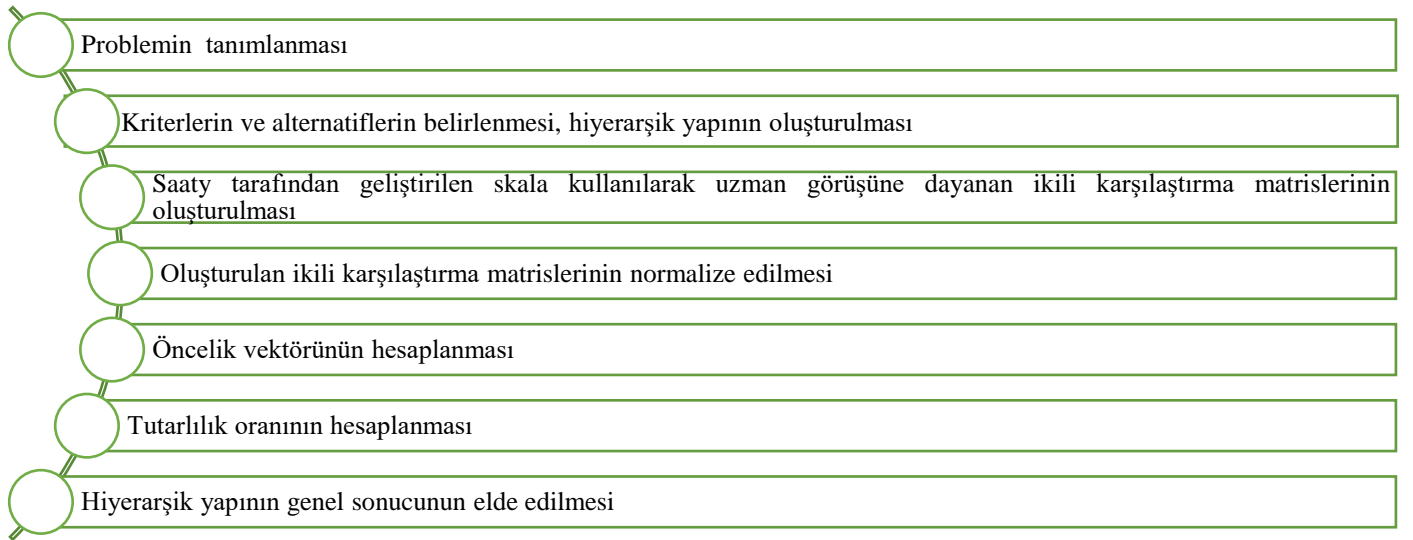 Problemin tanımlanması
Kriterlerin ve alternatiflerin belirlenmesi, hiyerarşik yapının oluşturulması
Saaty tarafından geliştirilen skala kullanılarak uzman görüşüne dayanan ikili karşılaştırma matrislerinin
oluşturulması
Oluşturulan ikili karşılaştırma matrislerinin normalize edilmesi
Öncelik vektörünün hesaplanması
Tutarlılık oranının hesaplanması
Hiyerarşik yapının genel sonucunun elde edilmesi